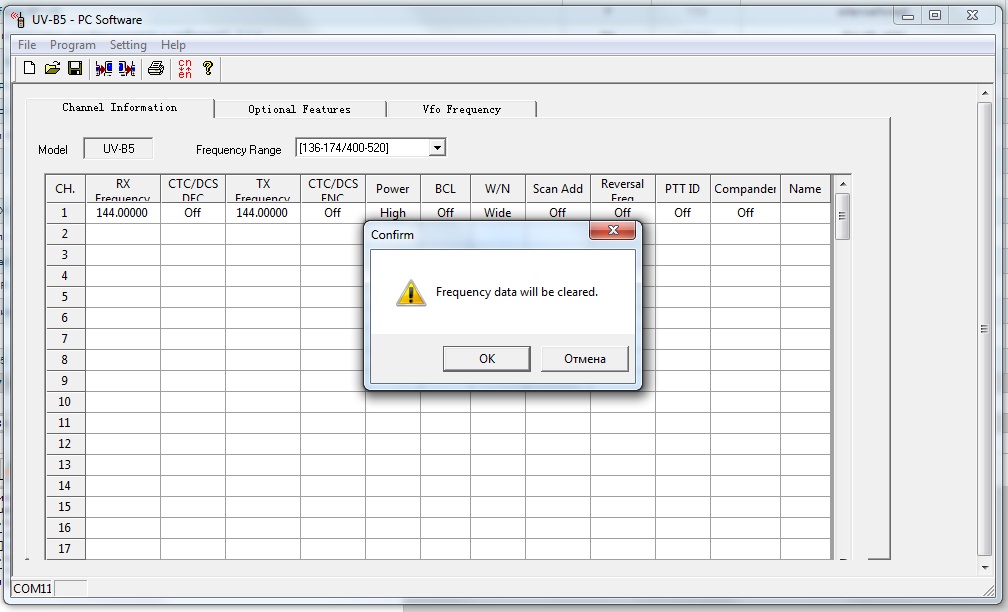 UV-B5 - PC Software
File Program Setting Help
cn
en
Channel Information Optional Features Vfo Frequency
Model UV-B5 Frequency Range [136-174/400-520]
CH. RX Frequency CTC/DCS DEC TX Frequency CTC/DCS ENC Power BCL W/N Scan Add Reversal Freq PTT ID Compander Name
1 144.00000 Off 144.00000 Off High Off Wide Off Off Off Off
2
3
4
5
6
7
8
9
10
11
12
13
14
15
16
17
Confirm
Frequency data will be cleared.
OK Отмена
COM11